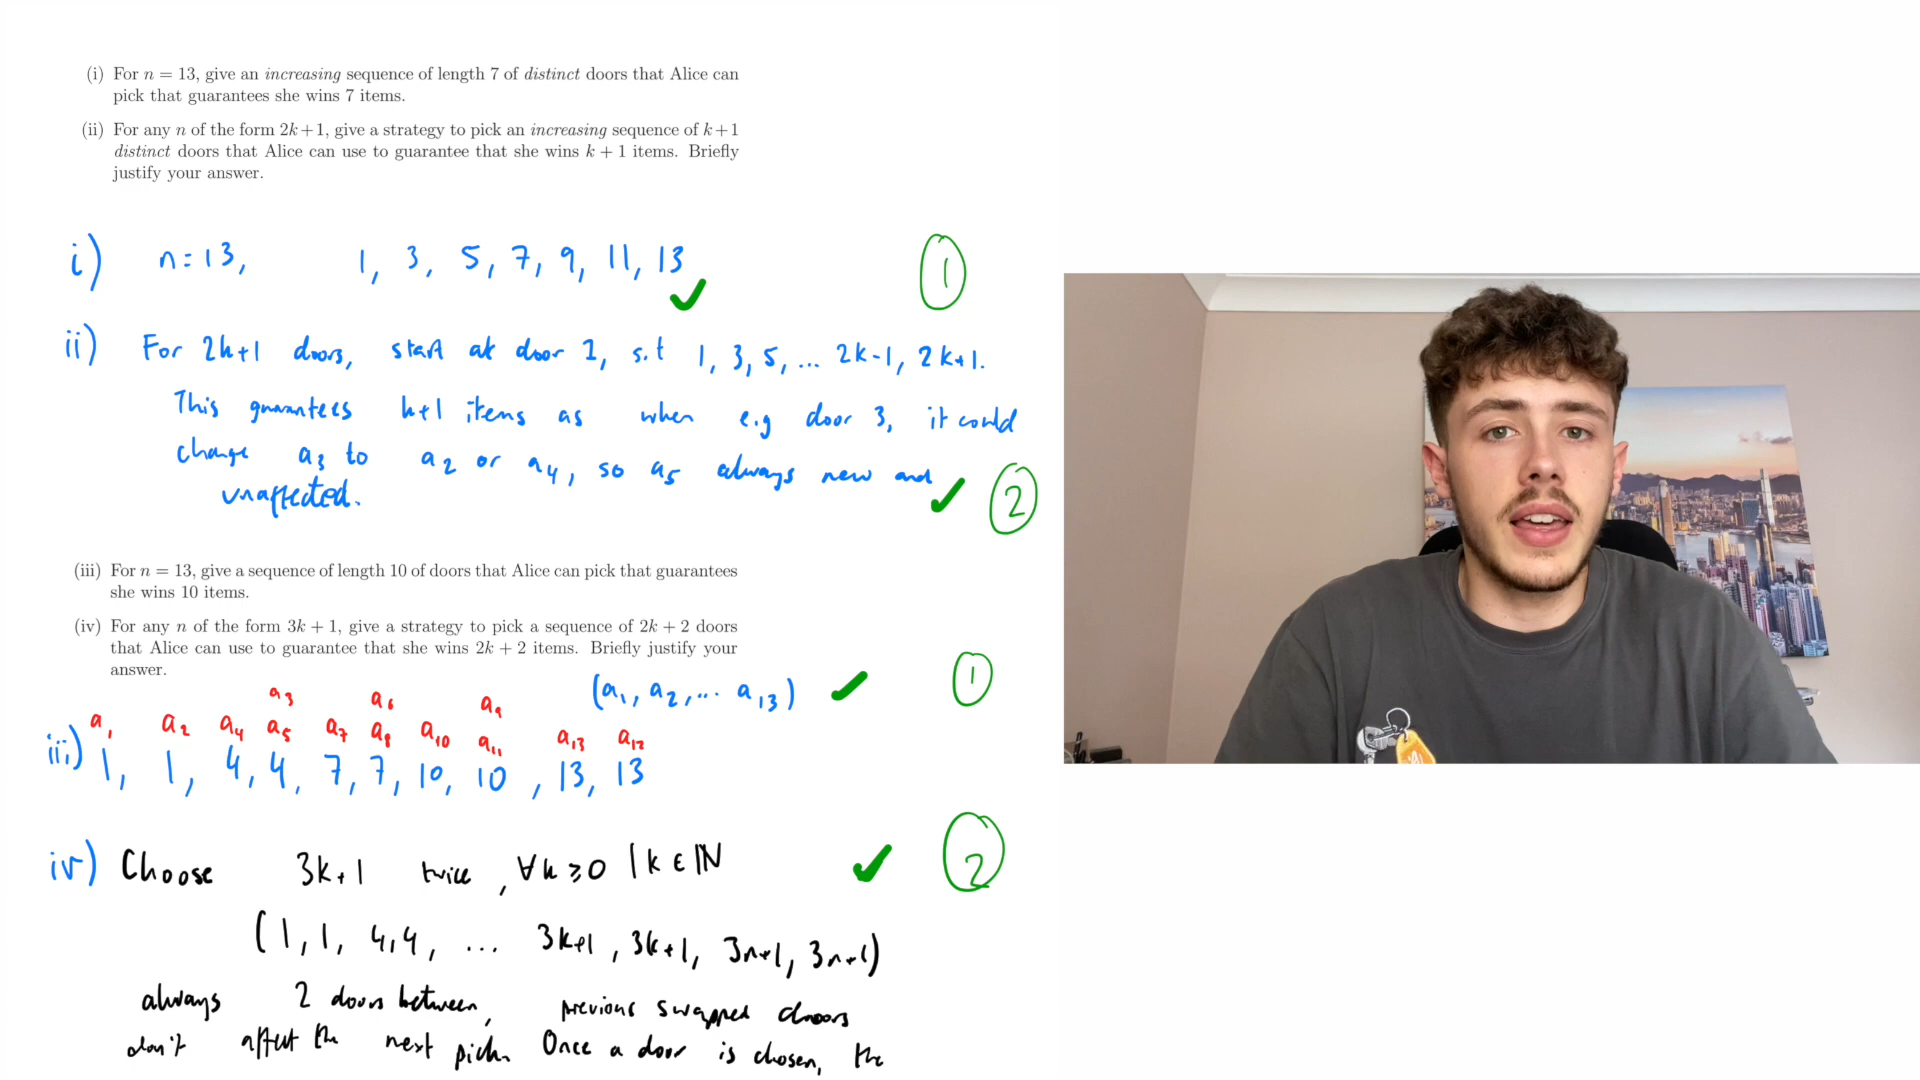 (i) For n = 13, give an increasing sequence of length 7 of distinct doors that Alice can
pick that guarantees she wins 7 items.
(ii) For any n of the form 2k+1, give a strategy to pick an increasing sequence of k+1
distinct doors that Alice can use to guarantee that she wins k + 1 items. Briefly
justify your answer.
i) n=13, 1, 3, 5, 7, 9, 11, 13 ✓ 1
ii) For 2k+1 doors, start at door 1, s.t 1, 3, 5, ... 2k-1, 2k+1.
This guarantees k+1 items as when e.g door 3, it could
change a3 to a2 or a4, so a5 always new and
unaffected. ✓ 2
(iii) For n = 13, give a sequence of length 10 of doors that Alice can pick that guarantees
she wins 10 items.
(iv) For any n of the form 3k + 1, give a strategy to pick a sequence of 2k + 2 doors
that Alice can use to guarantee that she wins 2k + 2 items. Briefly justify your
answer.
(a1, a2, ... a13) ✓ 1
a3 a6 a9
a1 a2 a4 a5 a7 a8 a10 a11 a13 a12
iii) 1, 1, 4, 4, 7, 7, 10, 10, 13, 13
iv) Choose 3k+1 twice, ∀k≥0 | k∈ℕ ✓ 2
(1, 1, 4, 4, ... 3k+1, 3k+1, 3n+1, 3n+1)
always 2 doors between, previous swapped doors
don't affect the next pick. Once a door is chosen, the